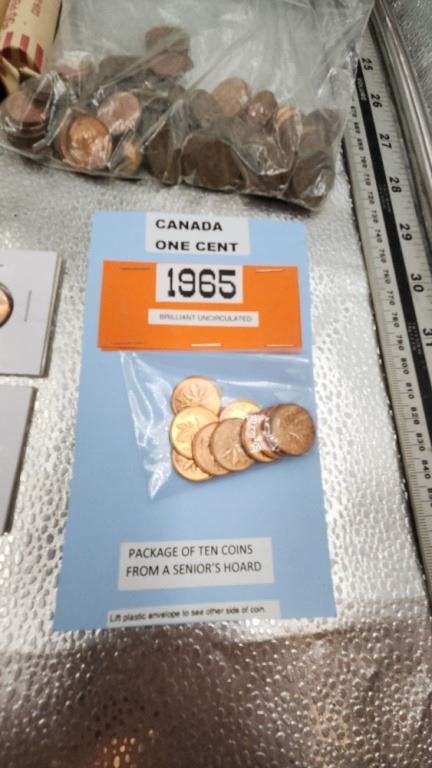 CANADA
ONE CENT
1965
BRILLIANT UNCIRCULATED
PACKAGE OF TEN COINS
FROM A SENIOR'S HOARD
Lift plastic envelope to see other side of coin.
25
26
27
28
29
30
31